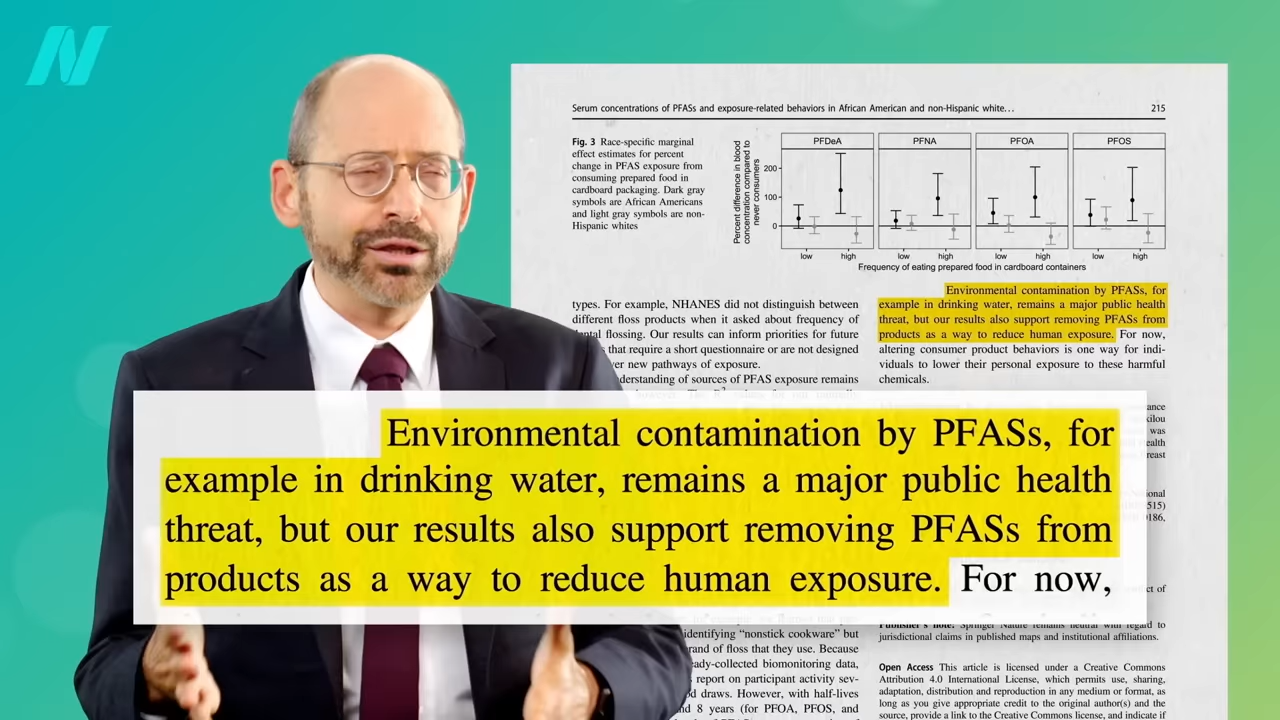 N
Serum concentrations of PFASs and exposure-related behaviors in African American and non-Hispanic white... 215
Fig. 3 Race-specific marginal
effect estimates for percent
change in PFAS exposure from
consuming prepared food in
cardboard packaging. Dark gray
symbols are African Americans
and light gray symbols are non-
Hispanic whites
Percent difference in blood
concentration compared to
never consumers
PFDeA PFNA PFOA PFOS
200
100
0
low high low high low high low high
Frequency of eating prepared food in cardboard containers
types. For example, NHANES did not distinguish between
different floss products when it asked about frequency of
flossing. Our results can inform priorities for future
that require a short questionnaire or are not designed
new pathways of exposure.
sources of PFAS exposure remains
Environmental contamination by PFASs, for
example in drinking water, remains a major public health
threat, but our results also support removing PFASs from
products as a way to reduce human exposure. For now,
altering consumer product behaviors is one way for indi-
viduals to lower their personal exposure to these harmful
chemicals.
Environmental contamination by PFASs, for
example in drinking water, remains a major public health
threat, but our results also support removing PFASs from
products as a way to reduce human exposure. For now,
identifying "nonstick cookware" but
of floss that they use. Because
biomonitoring data,
report on participant activity sev-
draws. However, with half-lives
8 years (for PFOA, PFOS, and
Publisher's note: Springer Nature remains neutral with regard to
jurisdictional claims in published maps and institutional affiliations.
Open Access This article is licensed under a Creative Commons
Attribution 4.0 International License, which permits use, sharing,
adaptation, distribution and reproduction in any medium or format, as
long as you give appropriate credit to the original author(s) and the
source, provide a link to the Creative Commons license, and indicate if